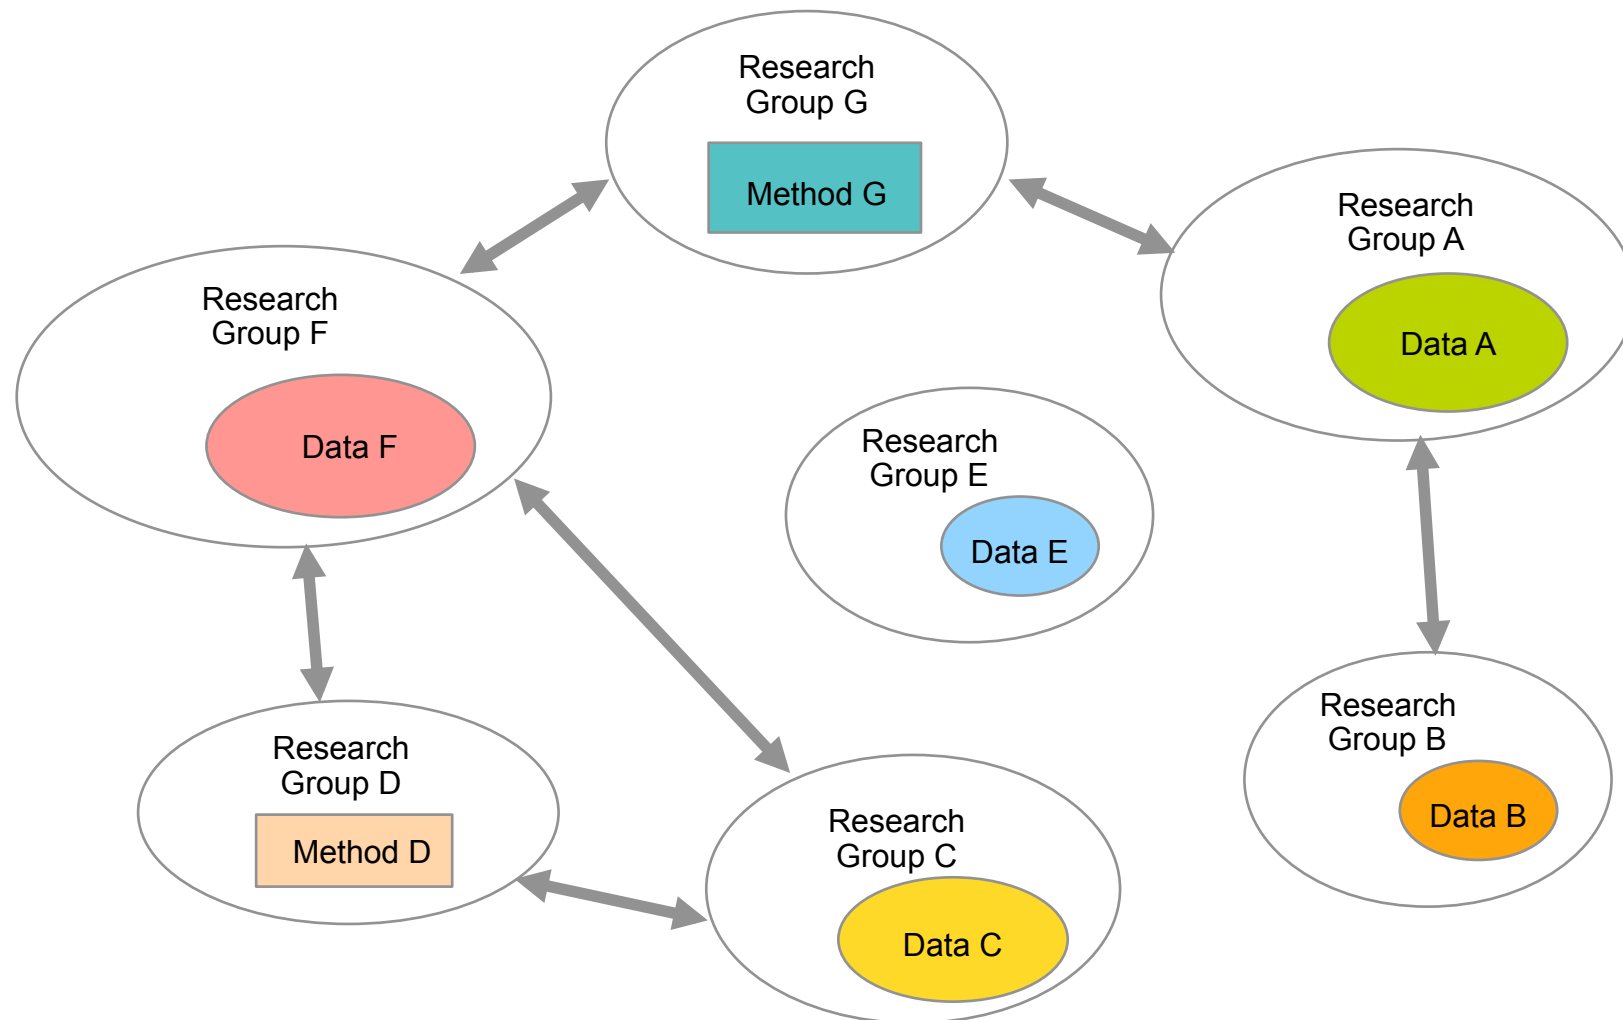 Research
Group G
Method G
Research
Group A
Data A
Research
Group F
Data F
Research
Group E
Data E
Research
Group B
Data B
Research
Group D
Method D
Research
Group C
Data C